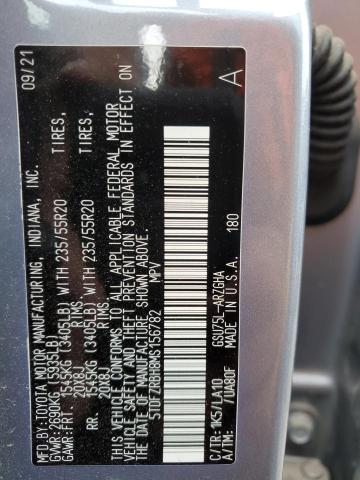 MFD. BY: TOYOTA MOTOR MANUFACTURING, INDIANA, INC. 09/21
GVWR: 2690KG (5935LB)
GAWR: FRT. 1545KG (3405LB) WITH 235/55R20 TIRES,
20X8J
RR. 1545KG (3405LB) WITH 235/55R20 TIRES,
20X8J
THIS VEHICLE CONFORMS TO ALL APPLICABLE FEDERAL MOTOR
VEHICLE SAFETY AND THEFT PREVENTION STANDARDS IN EFFECT ON
THE DATE OF MANUFACTURE SHOWN ABOVE.
5TDFZRBH8MS156782 MPV
A
C/TR: 1K5/LA10 GSU75L-ARZGHA
A/TM: /UA80F MADE IN U.S.A. 180